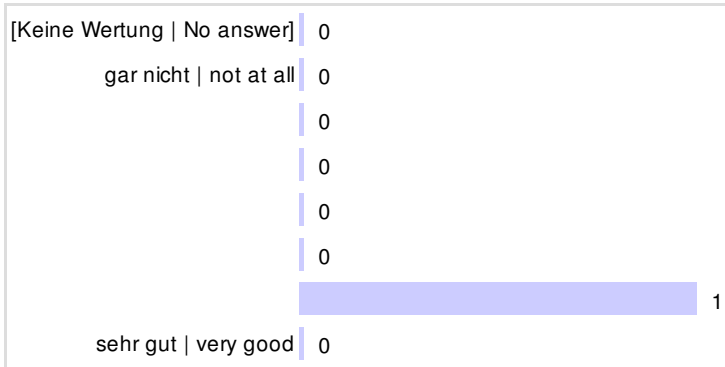 [Keine Wertung | No answer] 0
gar nicht | not at all 0
0
0
0
0
1
sehr gut | very good 0